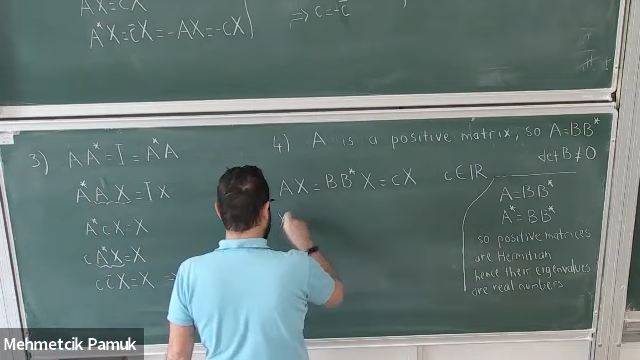 AX = CX
A*X = c̄X = -AX = -cX
⇒ c = -c̄
3) AA* = I = A*A
A*AX = IX
A*cX = X
cA*X = X
cc̄X = X ⇒
4) A is a positive matrix, so A = BB*
det B ≠ 0
AX = BB*X = cX
c ∈ IR
A = BB*
A* = BB*
so positive matrices
are Hermitian
hence their eigenvalues
are real numbers
Mehmetcik Pamuk